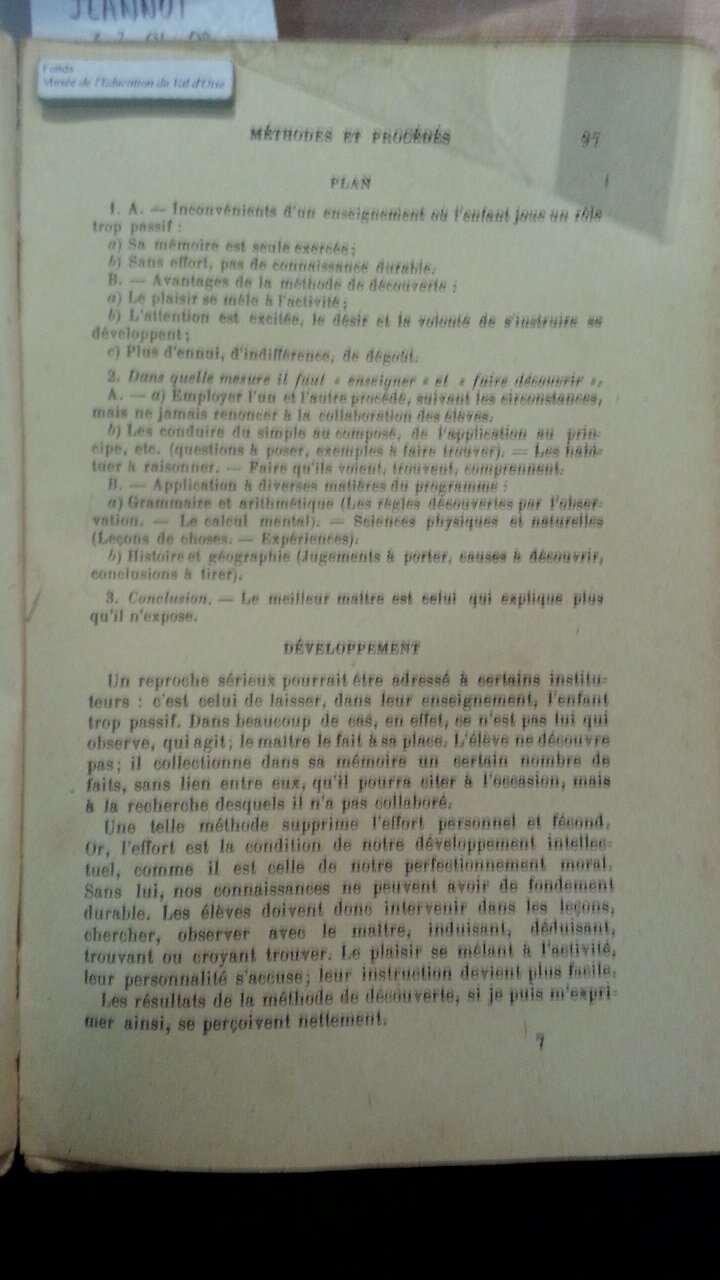 JEANNOT
Fonds
Musée de l'Education du Val d'Oise
MÉTHODES ET PROCÉDÉS 97
PLAN
1. A. — Inconvénients d'un enseignement où l'enfant joue un rôle
trop passif :
a) Sa mémoire est seule exercée;
b) Sans effort, pas de connaissance durable.
B. — Avantages de la méthode de découverte :
a) Le plaisir se mêle à l'activité;
b) L'attention est excitée, le désir et la volonté de s'instruire se
développent;
c) Plus d'ennui, d'indifférence, de dégoût.
2. Dans quelle mesure il faut « enseigner » et « faire découvrir ».
A. — a) Employer l'un et l'autre procédé, suivant les circonstances,
mais ne jamais renoncer à la collaboration des élèves.
b) Les conduire du simple au composé, de l'application au prin-
cipe, etc. (questions à poser, exemples à faire trouver). — Les habi-
tuer à raisonner. — Faire qu'ils voient, trouvent, comprennent.
B. — Application à diverses matières du programme :
a) Grammaire et arithmétique (Les règles découvertes par l'obser-
vation. — Le calcul mental). — Sciences physiques et naturelles
(Leçons de choses. — Expériences).
b) Histoire et géographie (Jugements à porter, causes à découvrir,
conclusions à tirer).
3. Conclusion. — Le meilleur maître est celui qui explique plus
qu'il n'expose.
DÉVELOPPEMENT
Un reproche sérieux pourrait être adressé à certains institu-
teurs : c'est celui de laisser, dans leur enseignement, l'enfant
trop passif. Dans beaucoup de cas, en effet, ce n'est pas lui qui
observe, qui agit; le maître le fait à sa place. L'élève ne découvre
pas; il collectionne dans sa mémoire un certain nombre de
faits, sans lien entre eux, qu'il pourra citer à l'occasion, mais
à la recherche desquels il n'a pas collaboré.
Une telle méthode supprime l'effort personnel et fécond.
Or, l'effort est la condition de notre développement intellec-
tuel, comme il est celle de notre perfectionnement moral.
Sans lui, nos connaissances ne peuvent avoir de fondement
durable. Les élèves doivent donc intervenir dans les leçons,
chercher, observer avec le maître, induisant, déduisant,
trouvant ou croyant trouver. Le plaisir se mêlant à l'activité,
leur personnalité s'accuse; leur instruction devient plus facile.
Les résultats de la méthode de découverte, si je puis m'expri-
mer ainsi, se perçoivent nettement.
7